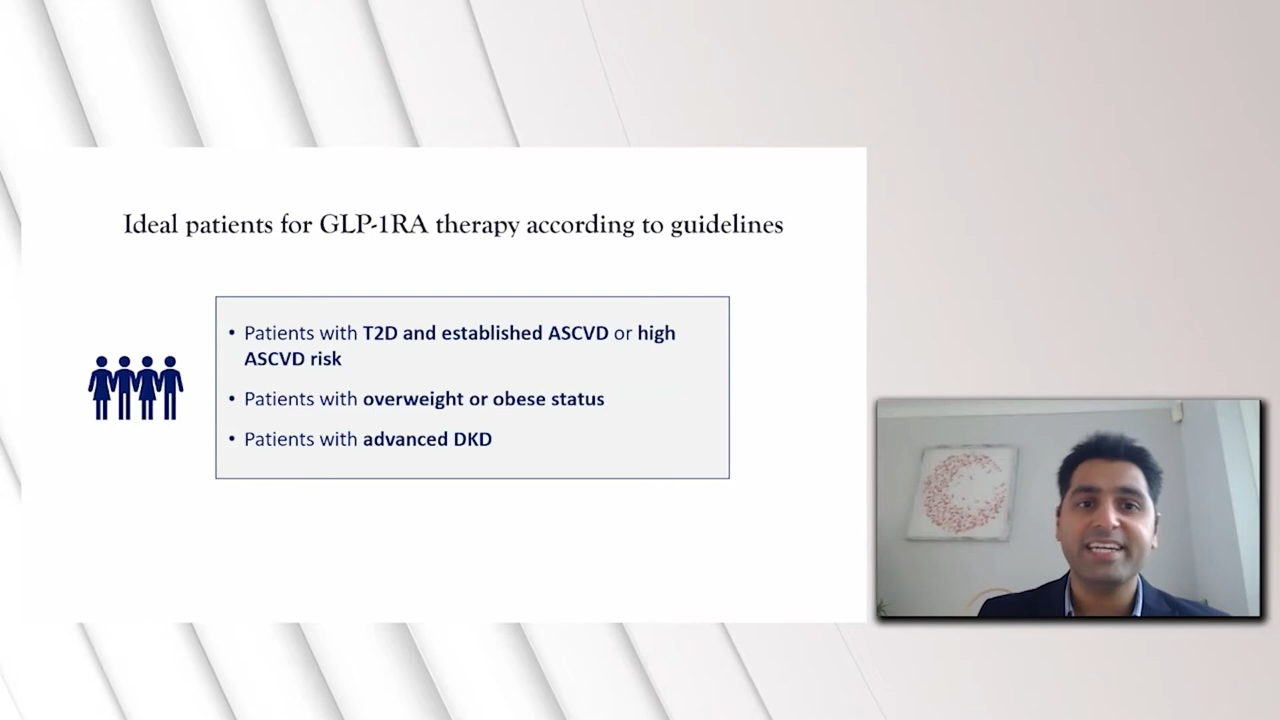 Ideal patients for GLP-1RA therapy according to guidelines
• Patients with T2D and established ASCVD or high
ASCVD risk
• Patients with overweight or obese status
• Patients with advanced DKD